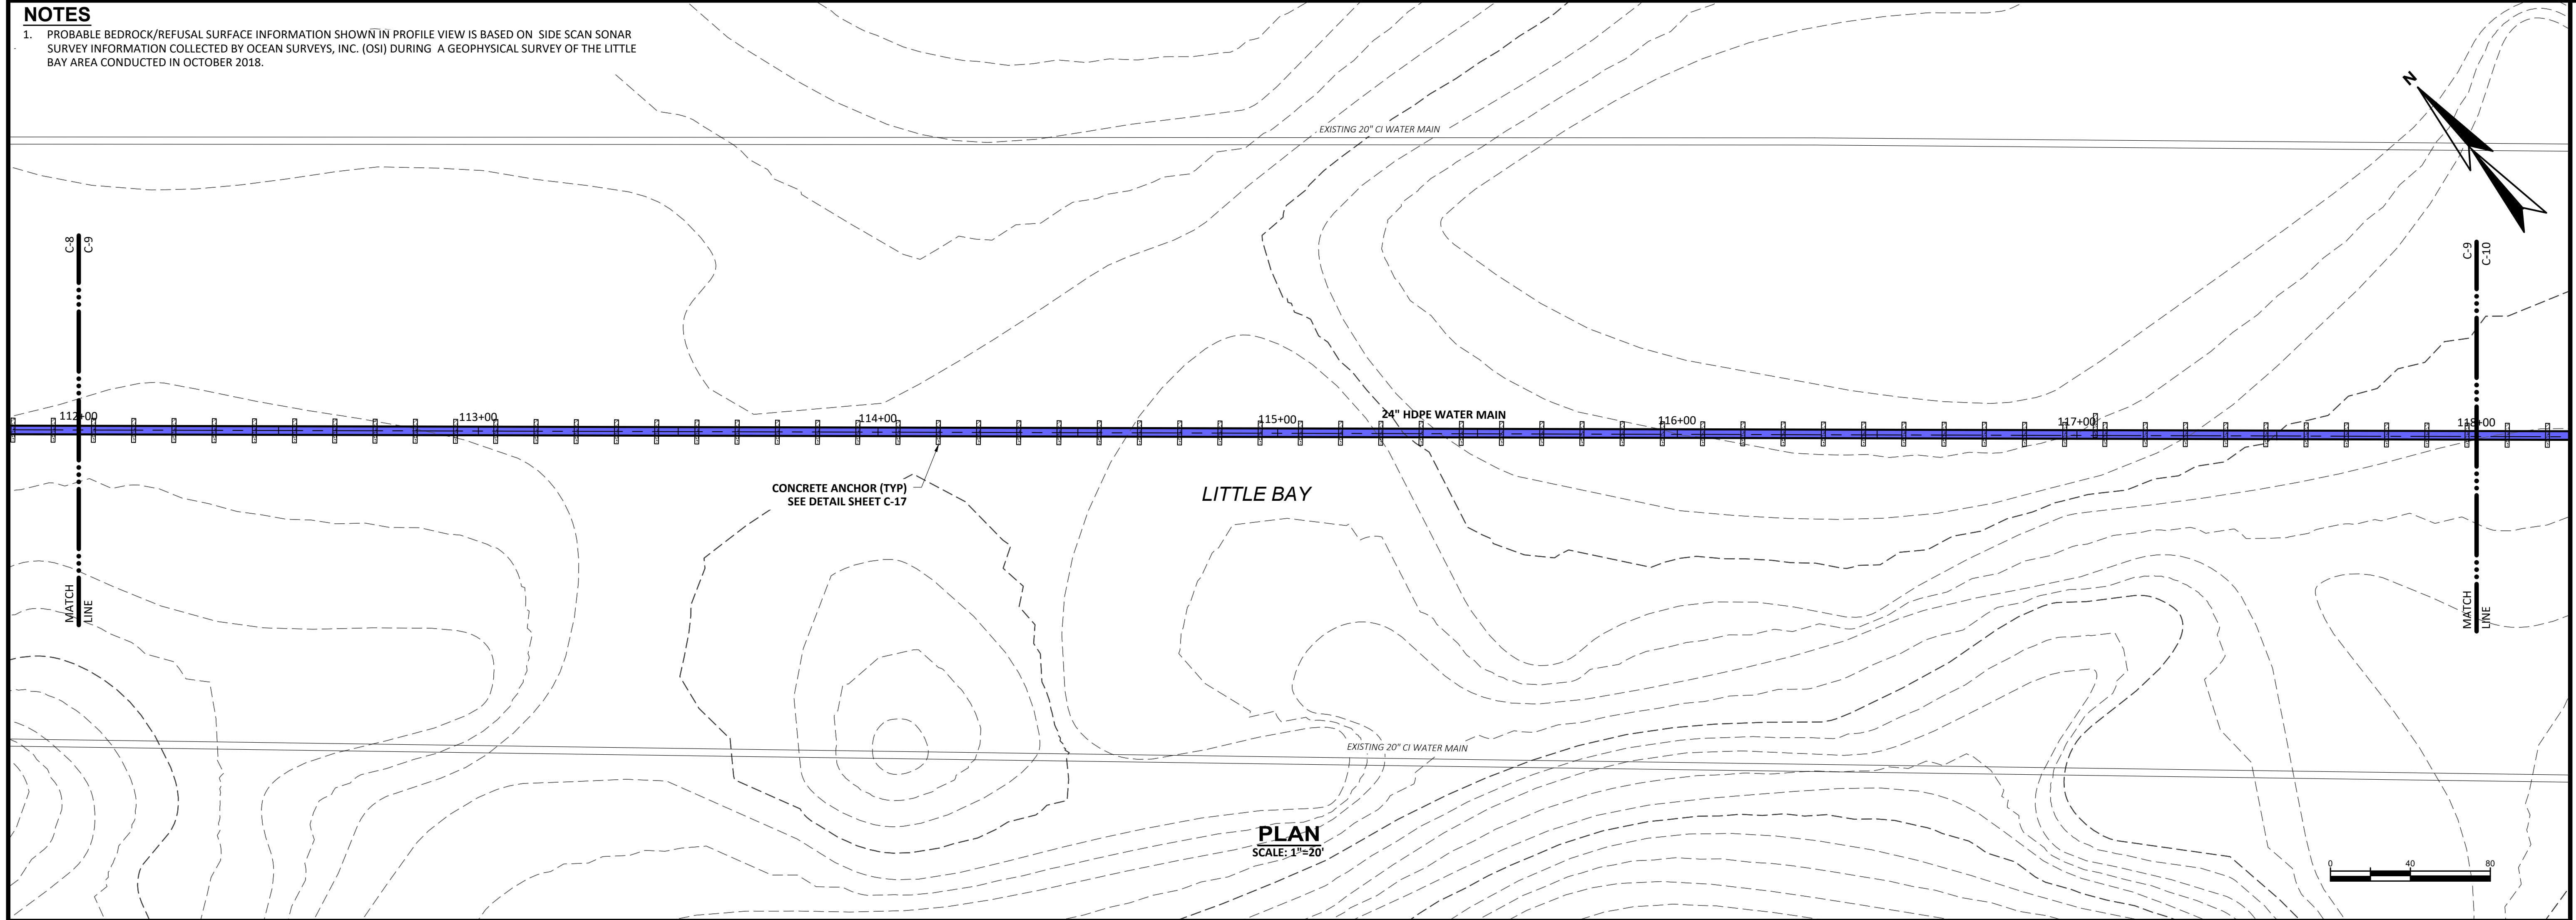 NOTES
1. PROBABLE BEDROCK/REFUSAL SURFACE INFORMATION SHOWN IN PROFILE VIEW IS BASED ON SIDE SCAN SONAR
SURVEY INFORMATION COLLECTED BY OCEAN SURVEYS, INC. (OSI) DURING A GEOPHYSICAL SURVEY OF THE LITTLE
BAY AREA CONDUCTED IN OCTOBER 2018.
N
EXISTING 20" CI WATER MAIN
C-8
C-9
C-9
C-10
112+00
113+00
114+00
115+00
24" HDPE WATER MAIN
116+00
117+00
118+00
CONCRETE ANCHOR (TYP)
SEE DETAIL SHEET C-17
LITTLE BAY
MATCH
LINE
MATCH
LINE
EXISTING 20" CI WATER MAIN
PLAN
SCALE: 1"=20'
0 40 80